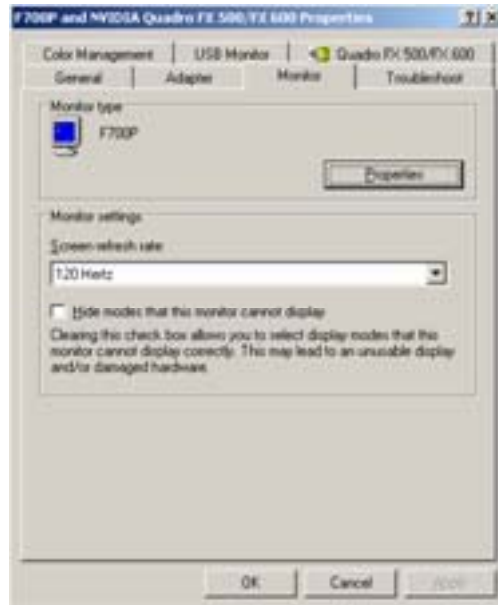 F700P and NVIDIA Quadro FX 500/FX 600 Properties
Color Management
USB Monitor
Quadro FX 500/FX 600
General
Adapter
Monitor
Troubleshoot
Monitor type
F700P
Properties
Monitor settings
Screen refresh rate
120 Hertz
Hide modes that this monitor cannot display
Clearing this check box allows you to select display modes that this
monitor cannot display correctly. This may lead to an unusable display
and/or damaged hardware.
OK
Cancel
Apply